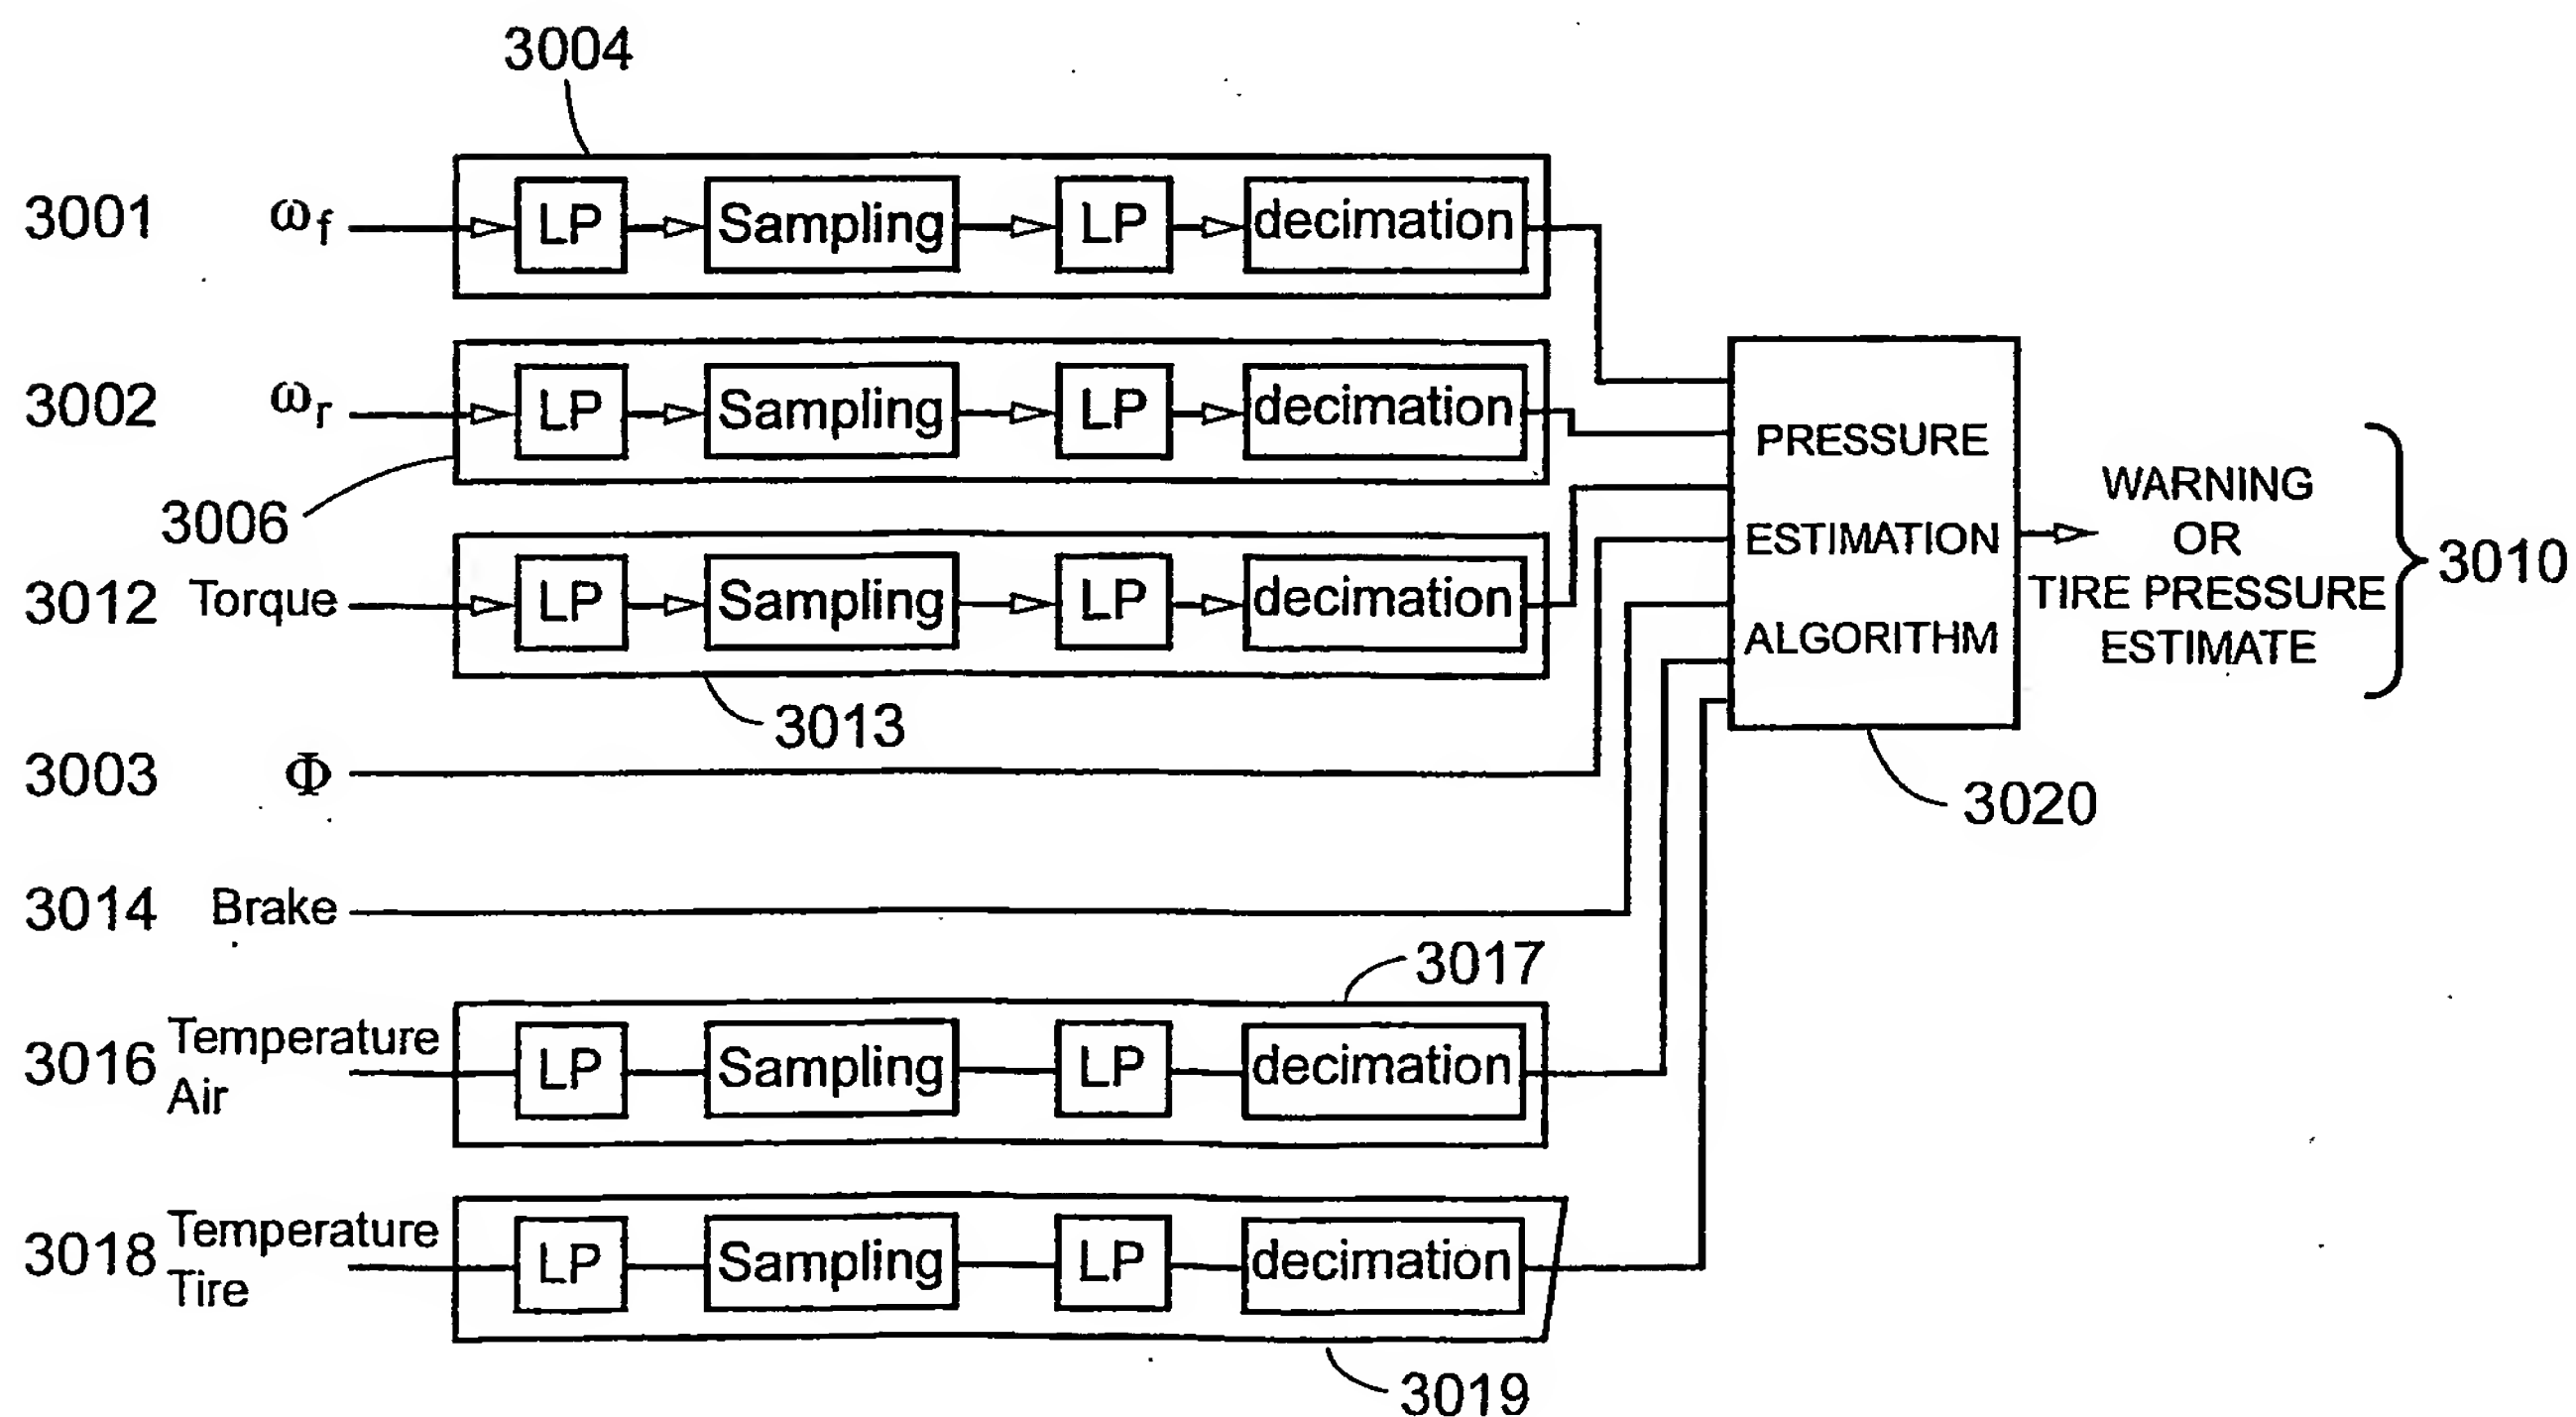 3004
3001 ωf LP Sampling LP decimation
3002 ωr LP Sampling LP decimation
3006
3012 Torque LP Sampling LP decimation
3013
3003 Φ
3014 Brake
3017
3016 Temperature
Air
LP Sampling LP decimation
3018 Temperature
Tire
LP Sampling LP decimation
3019
PRESSURE
ESTIMATION
ALGORITHM
3020
WARNING
OR
TIRE PRESSURE
ESTIMATE
3010